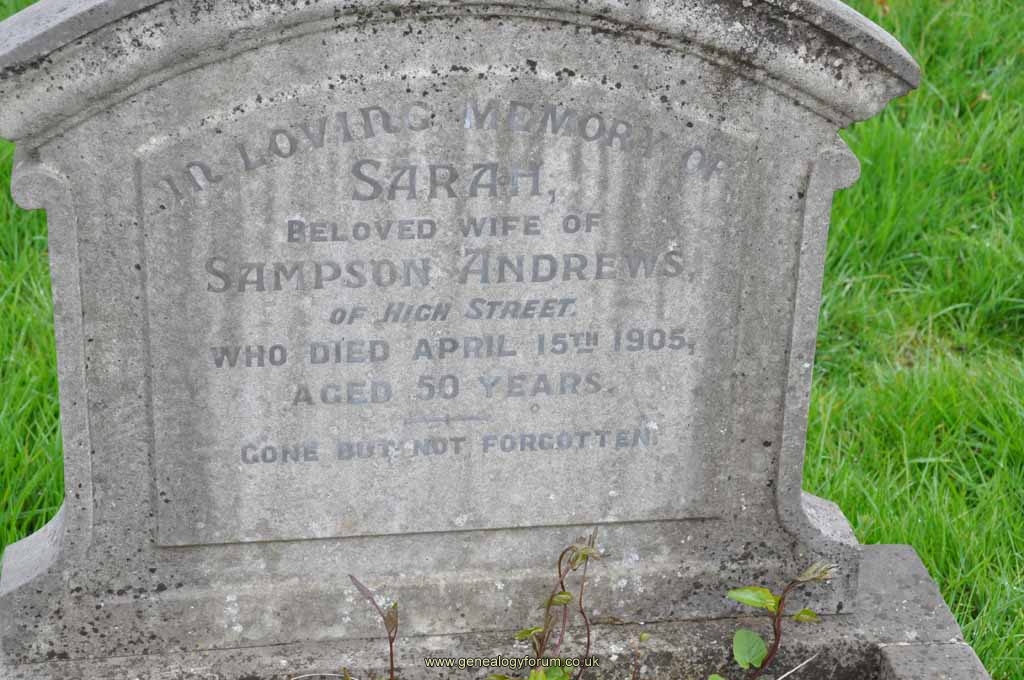 IN LOVING MEMORY OF
SARAH,
BELOVED WIFE OF
SAMPSON ANDREWS,
OF HIGH STREET.
WHO DIED APRIL 15TH 1905,
AGED 50 YEARS.
GONE BUT NOT FORGOTTEN.
www.genealogyforum.co.uk